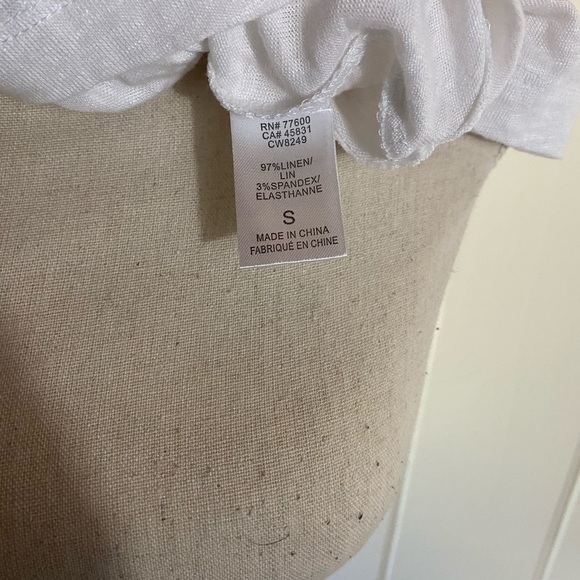 RN# 77600
CA# 45831
CW8249
97%LINEN/
LIN
3%SPANDEX/
ELASTHANNE
S
MADE IN CHINA
FABRIQUÉ EN CHINE